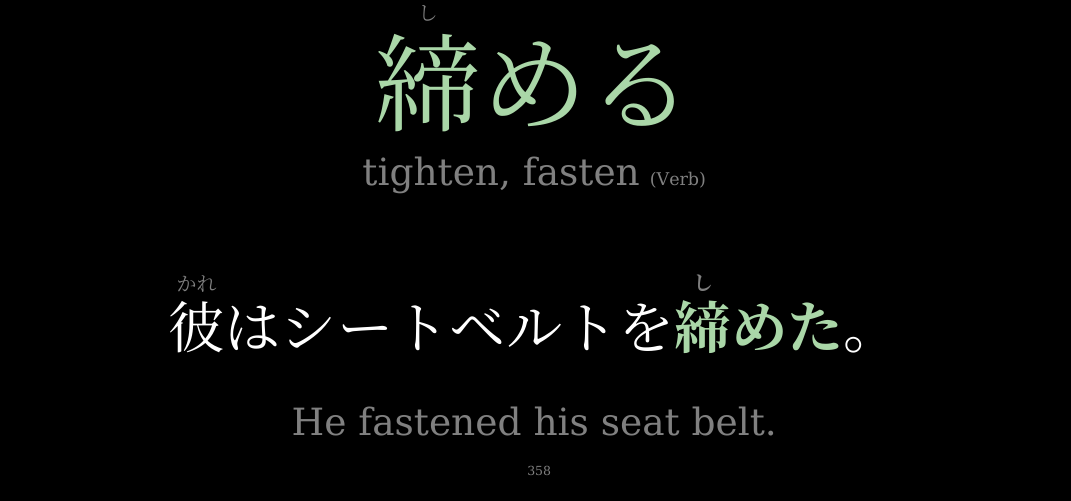 し
締める
tighten, fasten (Verb)
かれ し
彼はシートベルトを締めた。
He fastened his seat belt.
358